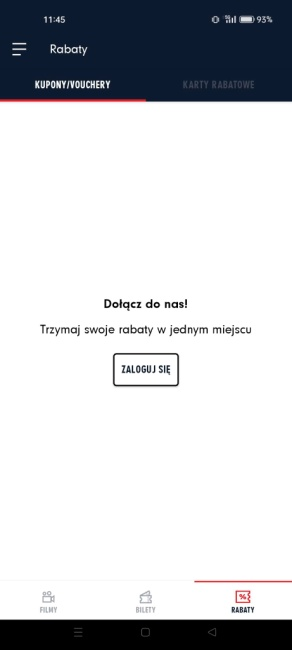 11:45
5G
93%
Rabaty
KUPONY/VOUCHERY
KARTY RABATOWE
Dołącz do nas!
Trzymaj swoje rabaty w jednym miejscu
ZALOGUJ SIĘ
FILMY
BILETY
%
RABATY